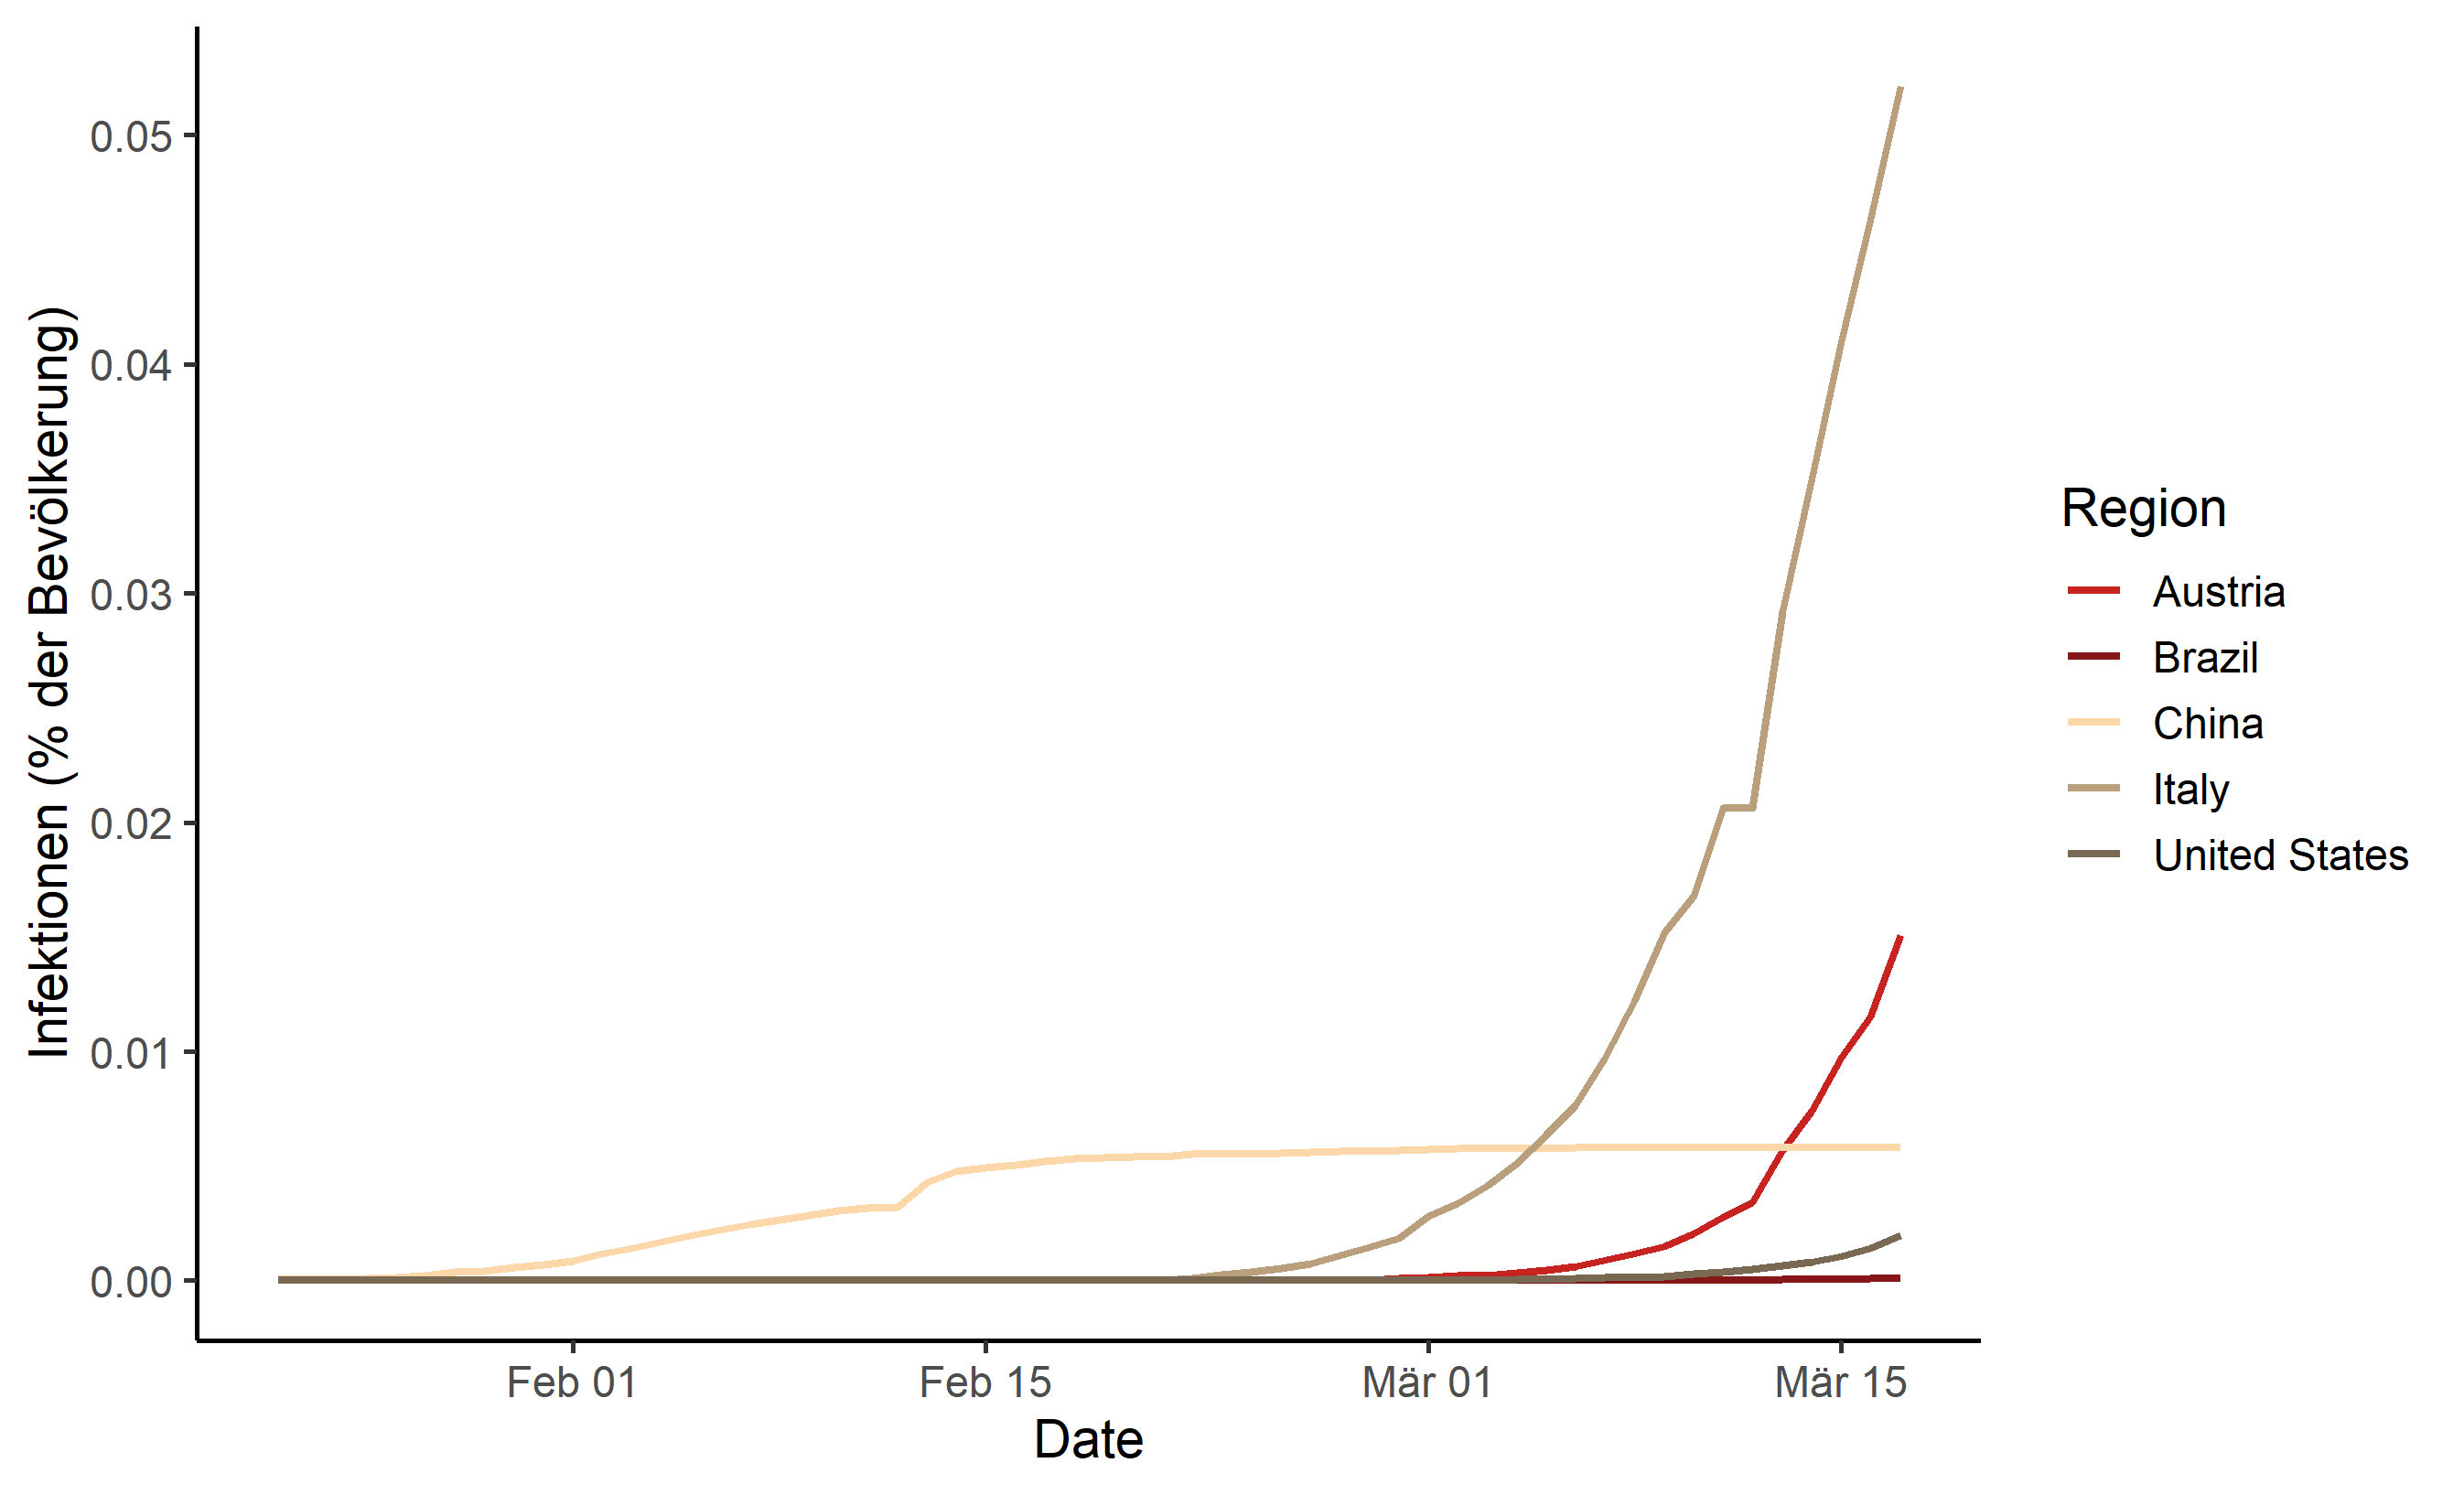 Infektionen (% der Bevölkerung)
0.05
0.04
0.03
0.02
0.01
0.00
Feb 01
Feb 15
Mär 01
Mär 15
Date
Region
Austria
Brazil
China
Italy
United States